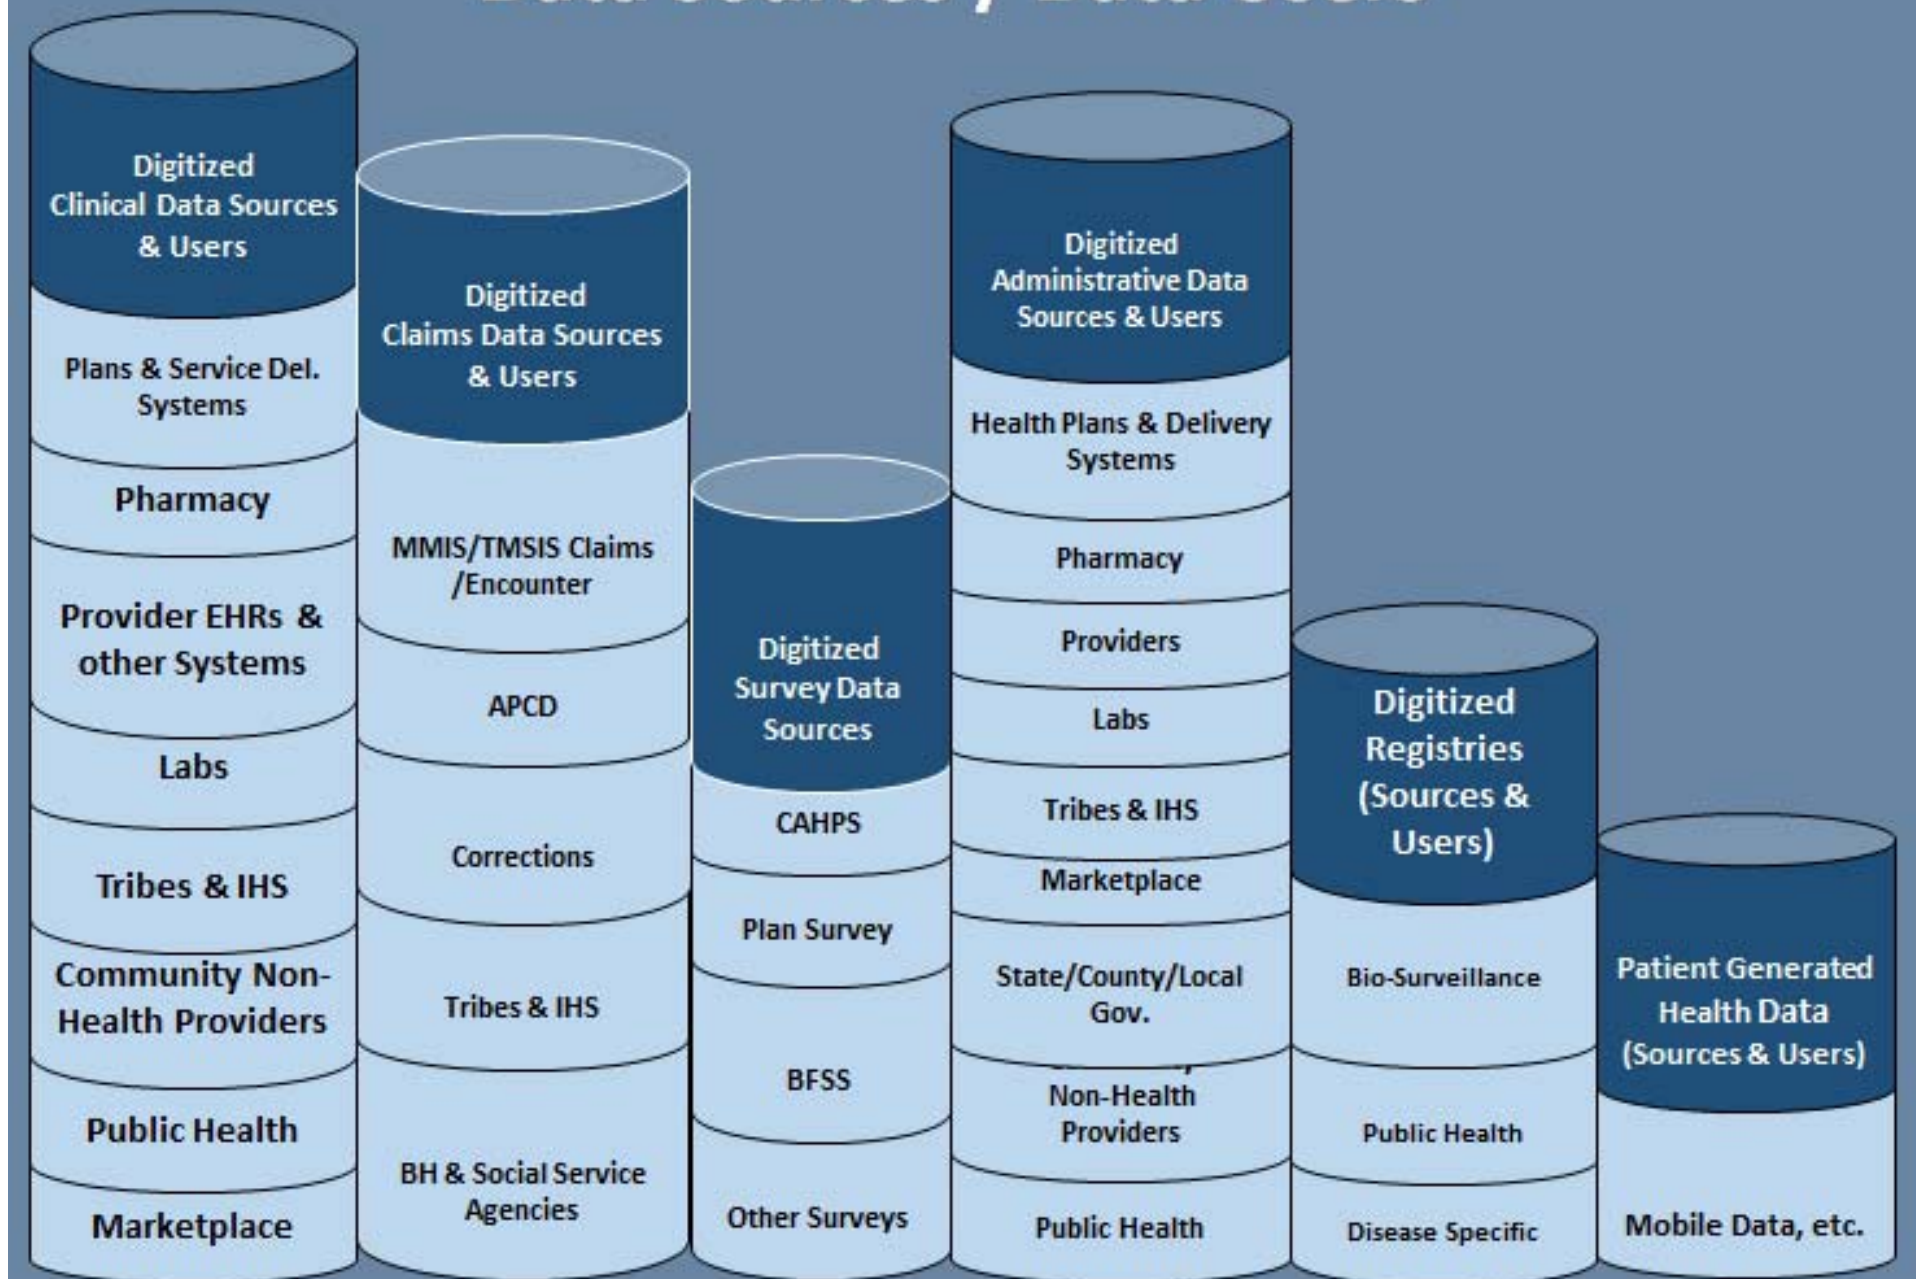 Digitized
Clinical Data Sources
& Users
Plans & Service Del.
Systems
Pharmacy
Provider EHRs &
other Systems
Labs
Tribes & IHS
Community Non-
Health Providers
Public Health
Marketplace
Digitized
Claims Data Sources
& Users
MMIS/TMSIS Claims
/Encounter
APCD
Corrections
Tribes & IHS
BH & Social Service
Agencies
Digitized
Survey Data
Sources
CAHPS
Plan Survey
BFSS
Other Surveys
Digitized
Administrative Data
Sources & Users
Health Plans & Delivery
Systems
Pharmacy
Providers
Labs
Tribes & IHS
Marketplace
State/County/Local
Gov.
Non-Health
Providers
Public Health
Digitized
Registries
(Sources &
Users)
Bio-Surveillance
Public Health
Disease Specific
Patient Generated
Health Data
(Sources & Users)
Mobile Data, etc.